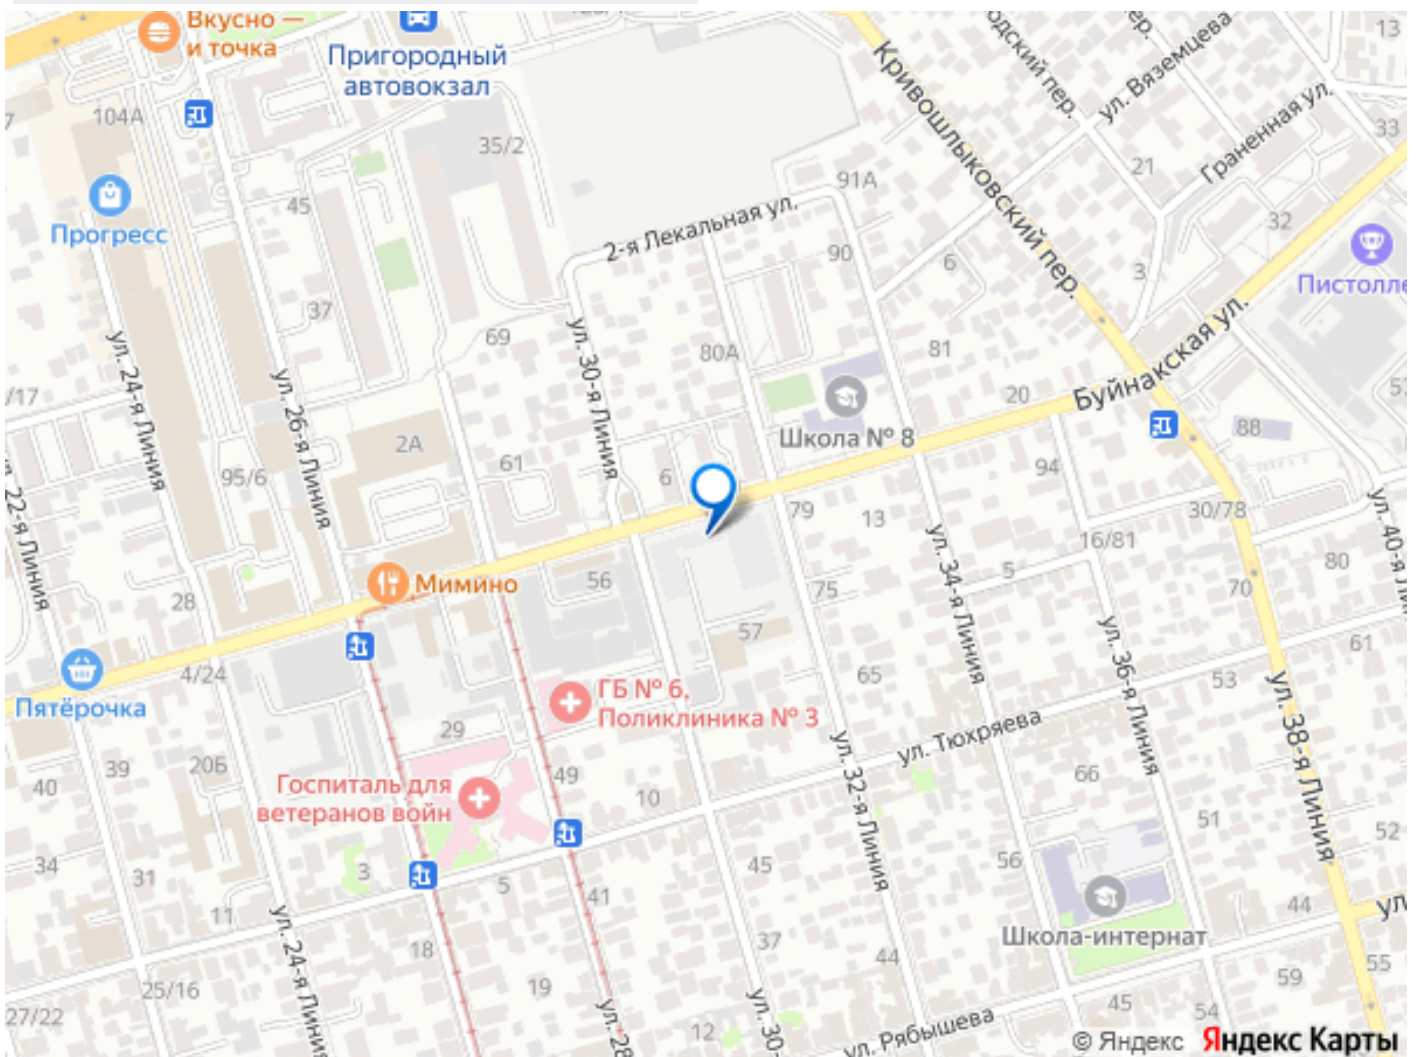 Вкусно —
и точка
Пригородный
автовокзал
104А
35/2
45
37
Прогресс
Кривошлыковский пер.
ул. Вяземцева
Граненная ул.
13
33
21
32
91А
90
6
3
2-я Лекальная ул.
Пистолле
69
80А
81
20
Буйнакская ул.
88
94
/17
ул. 24-я Линия
ул. 26-я Линия
ул. 30-я Линия
Школа № 8
2А
61
6
95/6
22-я Линия
79
13
30/78
16/81
ул. 34-я Линия
5
70
80
56
Мимино
28
75
57
65
4/24
Пятёрочка
ГБ № 6,
Поликлиника № 3
ул. 36-я Линия
61
53
ул. 38-я Линия
ул. Тюхряева
29
39
20Б
40
49
10
Госпиталь для
ветеранов войн
ул. 32-я Линия
66
51
52
34
31
3
5
41
45
56
11
44
Школа-интернат
18
37
44
ул. 24-я Линия
25/16
19
59
55
27/22
12
45
54
ул. 28
ул. 30-
ул. Рябышева
© Яндекс Яндекс Карты